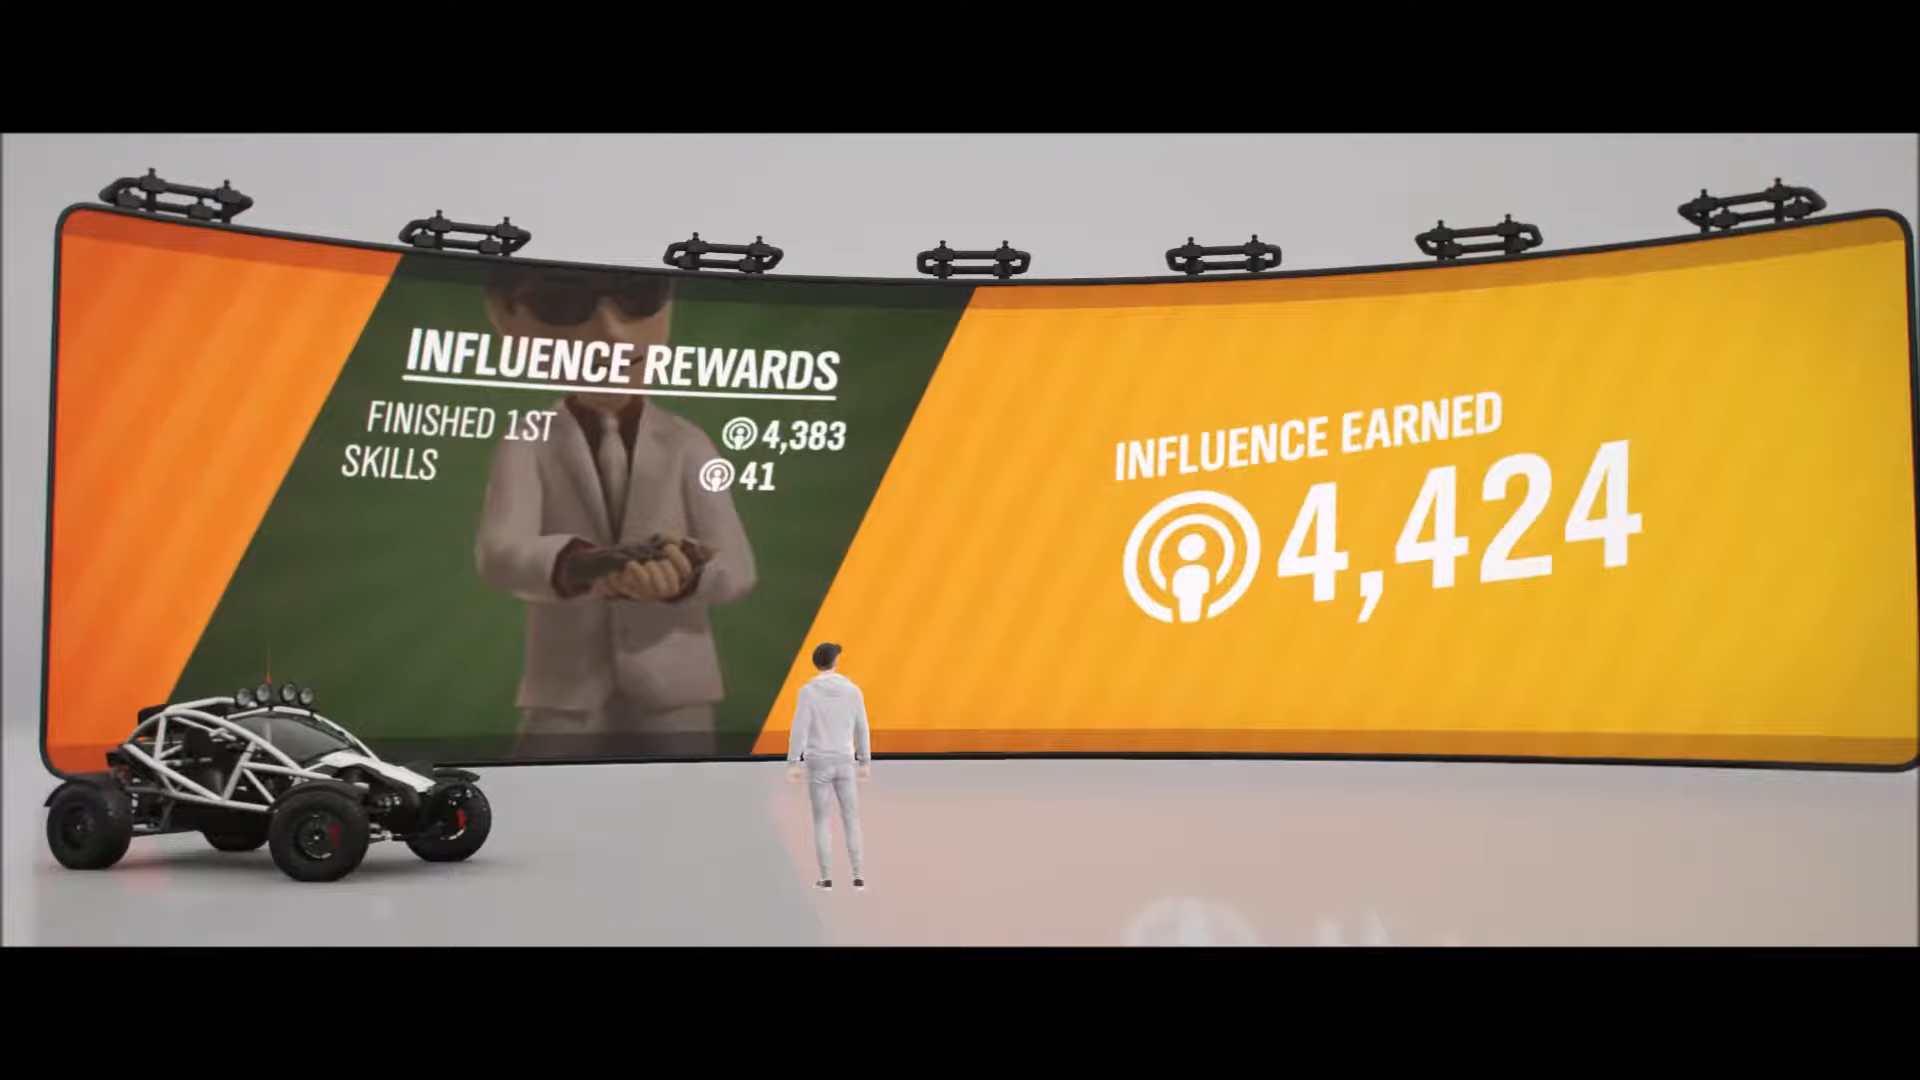 INFLUENCE REWARDS
FINISHED 1ST 4,383
SKILLS 41
INFLUENCE EARNED
4,424